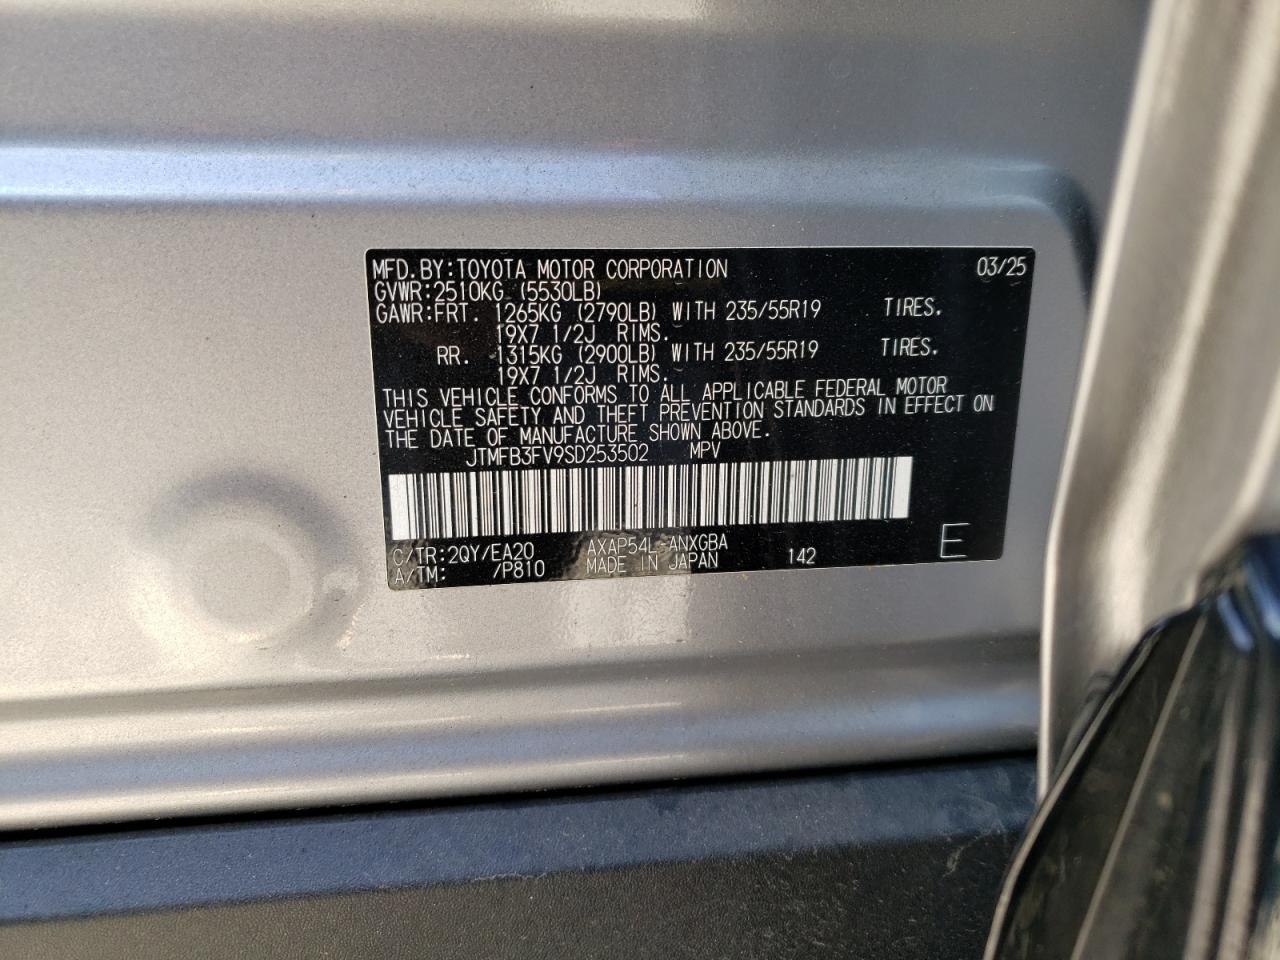 MFD.BY:TOYOTA MOTOR CORPORATION 03/25
GVWR:2510KG (5530LB)
GAWR:FRT. 1265KG (2790LB) WITH 235/55R19 TIRES.
19X7 1/2J RIMS.
RR. 1315KG (2900LB) WITH 235/55R19 TIRES.
19X7 1/2J RIMS.
THIS VEHICLE CONFORMS TO ALL APPLICABLE FEDERAL MOTOR
VEHICLE SAFETY AND THEFT PREVENTION STANDARDS IN EFFECT ON
THE DATE OF MANUFACTURE SHOWN ABOVE.
JTMFB3FV9SD253502 MPV
C/TR:2QY/EA20 AXAP54L-ANXGBA 142 E
A/TM: /P810 MADE IN JAPAN